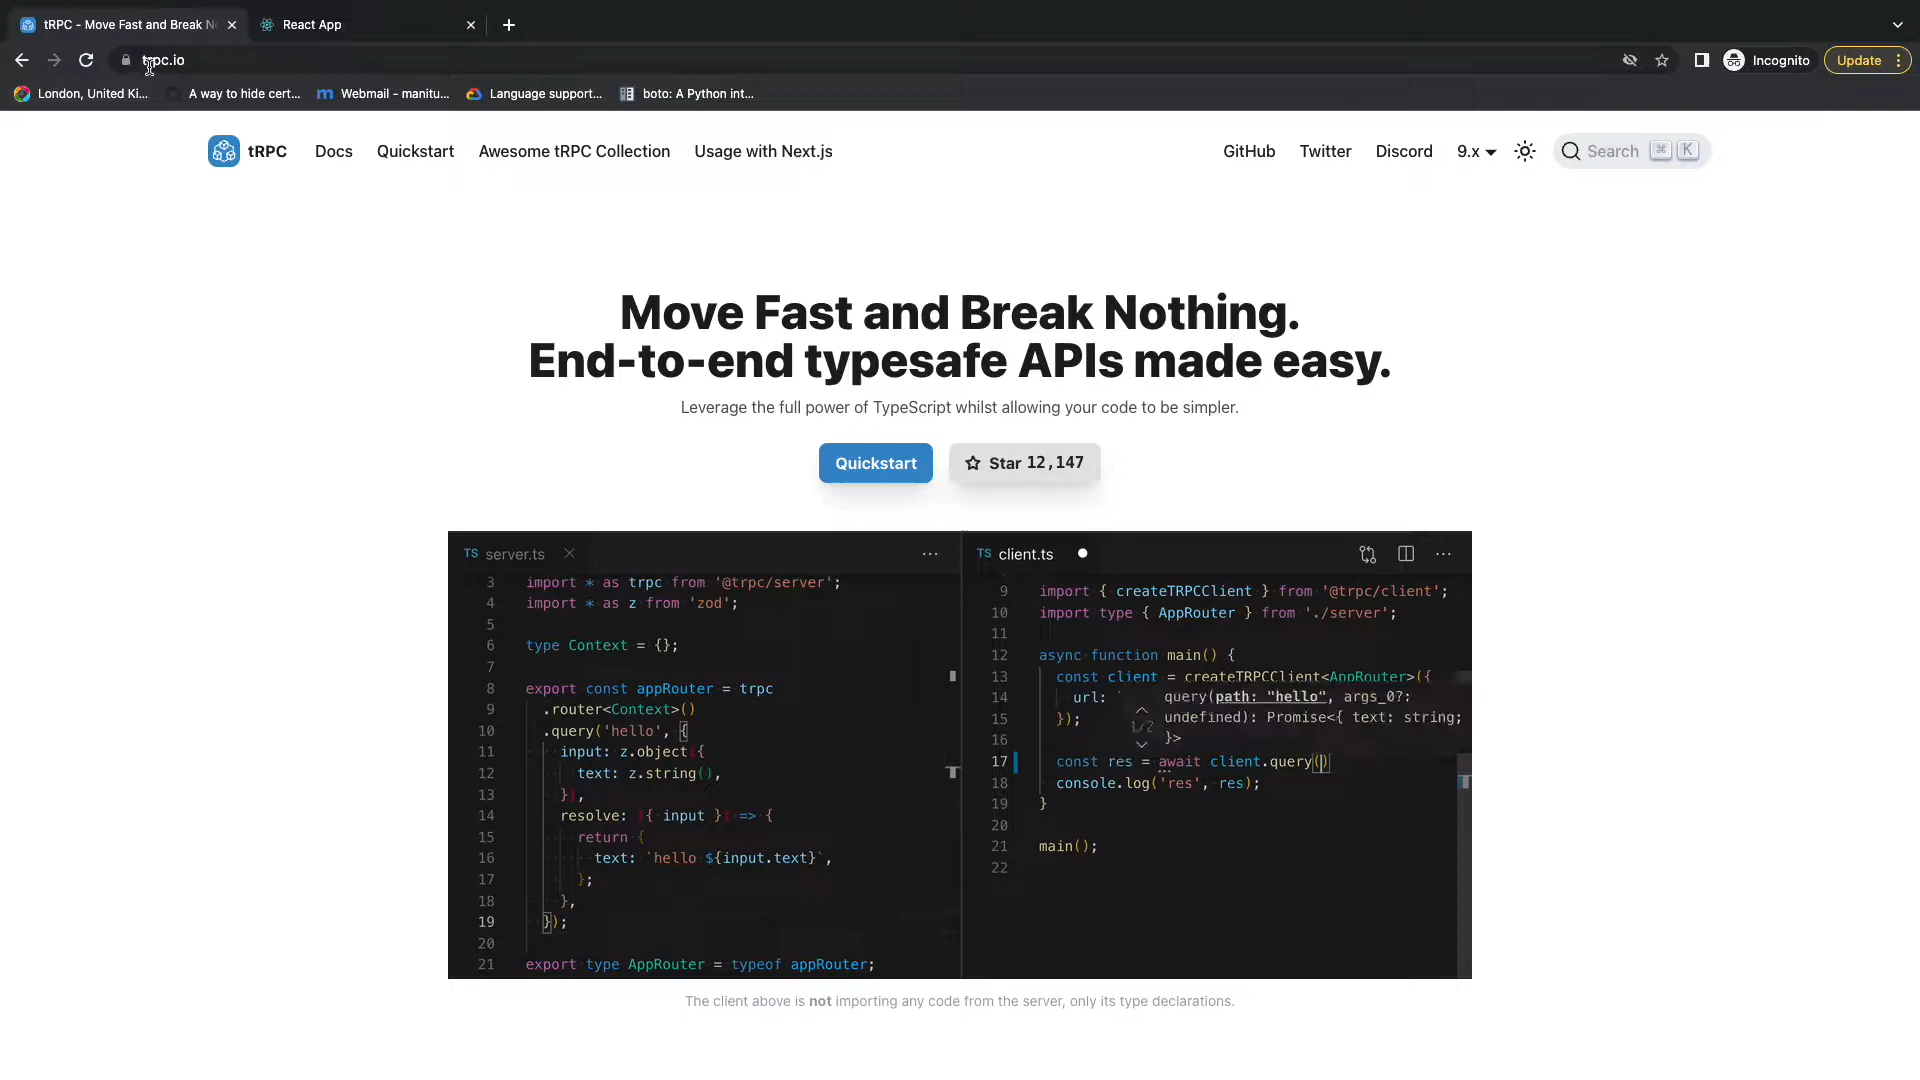 tRPC - Move Fast and Break N
React App
trpc.io
Incognito
Update
London, United Ki...
A way to hide cert...
Webmail - manitu...
Language support...
boto: A Python int...
tRPC
Docs
Quickstart
Awesome tRPC Collection
Usage with Next.js
GitHub
Twitter
Discord
9.x
Search ⌘ K
Move Fast and Break Nothing.
End-to-end typesafe APIs made easy.
Leverage the full power of TypeScript whilst allowing your code to be simpler.
Quickstart
Star 12,147
TS server.ts
3 import * as trpc from '@trpc/server';
4 import * as z from 'zod';
5
6 type Context = {};
7
8 export const appRouter = trpc
9 .router<Context>()
10 .query('hello', {
11 input: z.object({
12 text: z.string(),
13 }),
14 resolve: ({ input }) => {
15 return {
16 text: `hello ${input.text}`,
17 };
18 },
19 });
20
21 export type AppRouter = typeof appRouter;
TS client.ts
9 import { createTRPCClient } from '@trpc/client';
10 import type { AppRouter } from './server';
11
12 async function main() {
13 const client = createTRPCClient<AppRouter>({
14 url: `
15 });
16
1/2
query(path: "hello", args_0?:
undefined): Promise<{ text: string;
}>
17 const res = await client.query()
18 console.log('res', res);
19 }
20
21 main();
22
The client above is not importing any code from the server, only its type declarations.